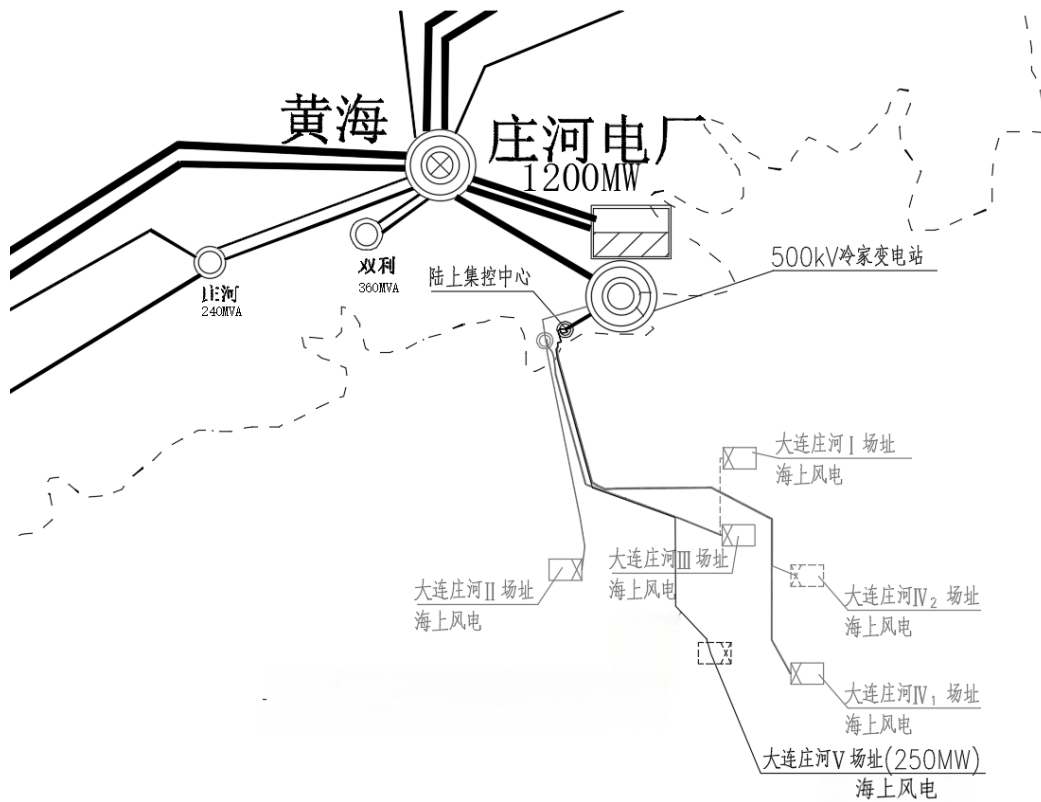 黄海
庄河电厂
1200MW
500kV冷家变电站
双利
360MVA
陆上集控中心
庄河
240MVA
大连庄河Ⅰ场址
海上风电
大连庄河Ⅲ场址
海上风电
大连庄河Ⅱ场址
海上风电
大连庄河Ⅳ2 场址
海上风电
大连庄河Ⅳ1 场址
海上风电
大连庄河Ⅴ场址(250MW)
海上风电